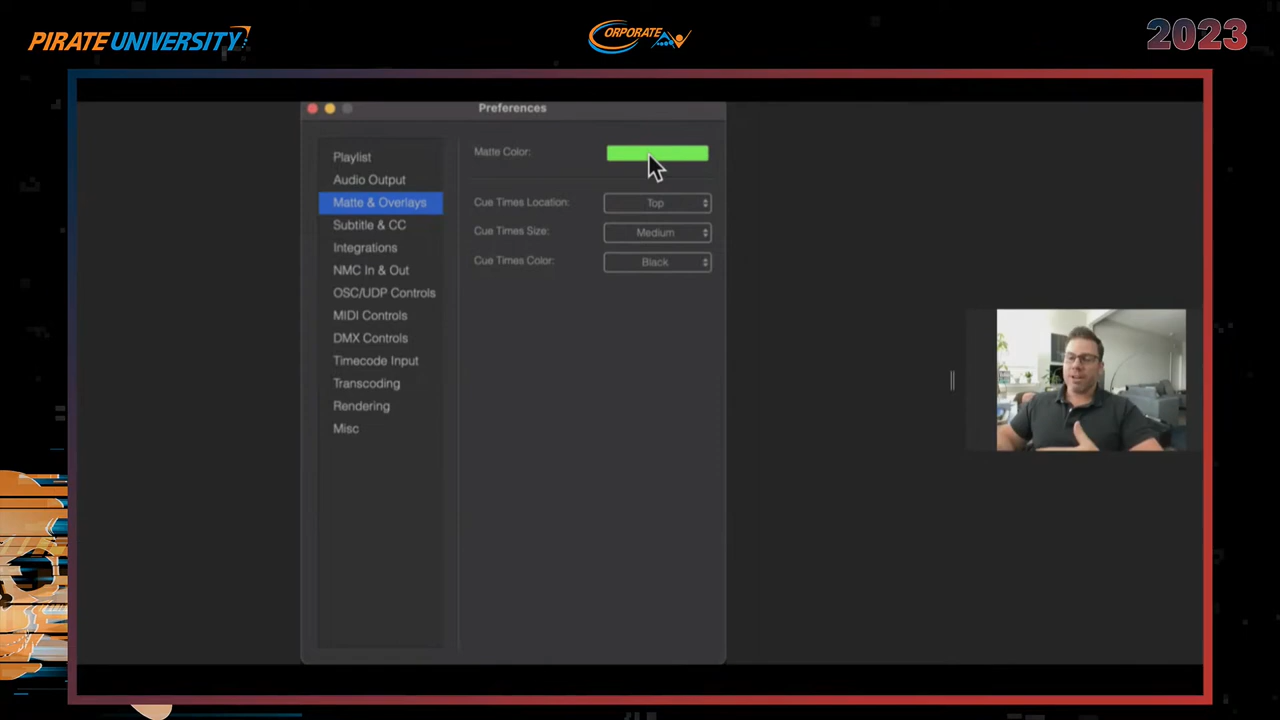 PIRATE UNIVERSITY
CORPORATE AV
2023
Preferences
Playlist
Audio Output
Matte & Overlays
Subtitle & CC
Integrations
NMC In & Out
OSC/UDP Controls
MIDI Controls
DMX Controls
Timecode Input
Transcoding
Rendering
Misc
Matte Color:
Cue Times Location:
Top
Cue Times Size:
Medium
Cue Times Color:
Black